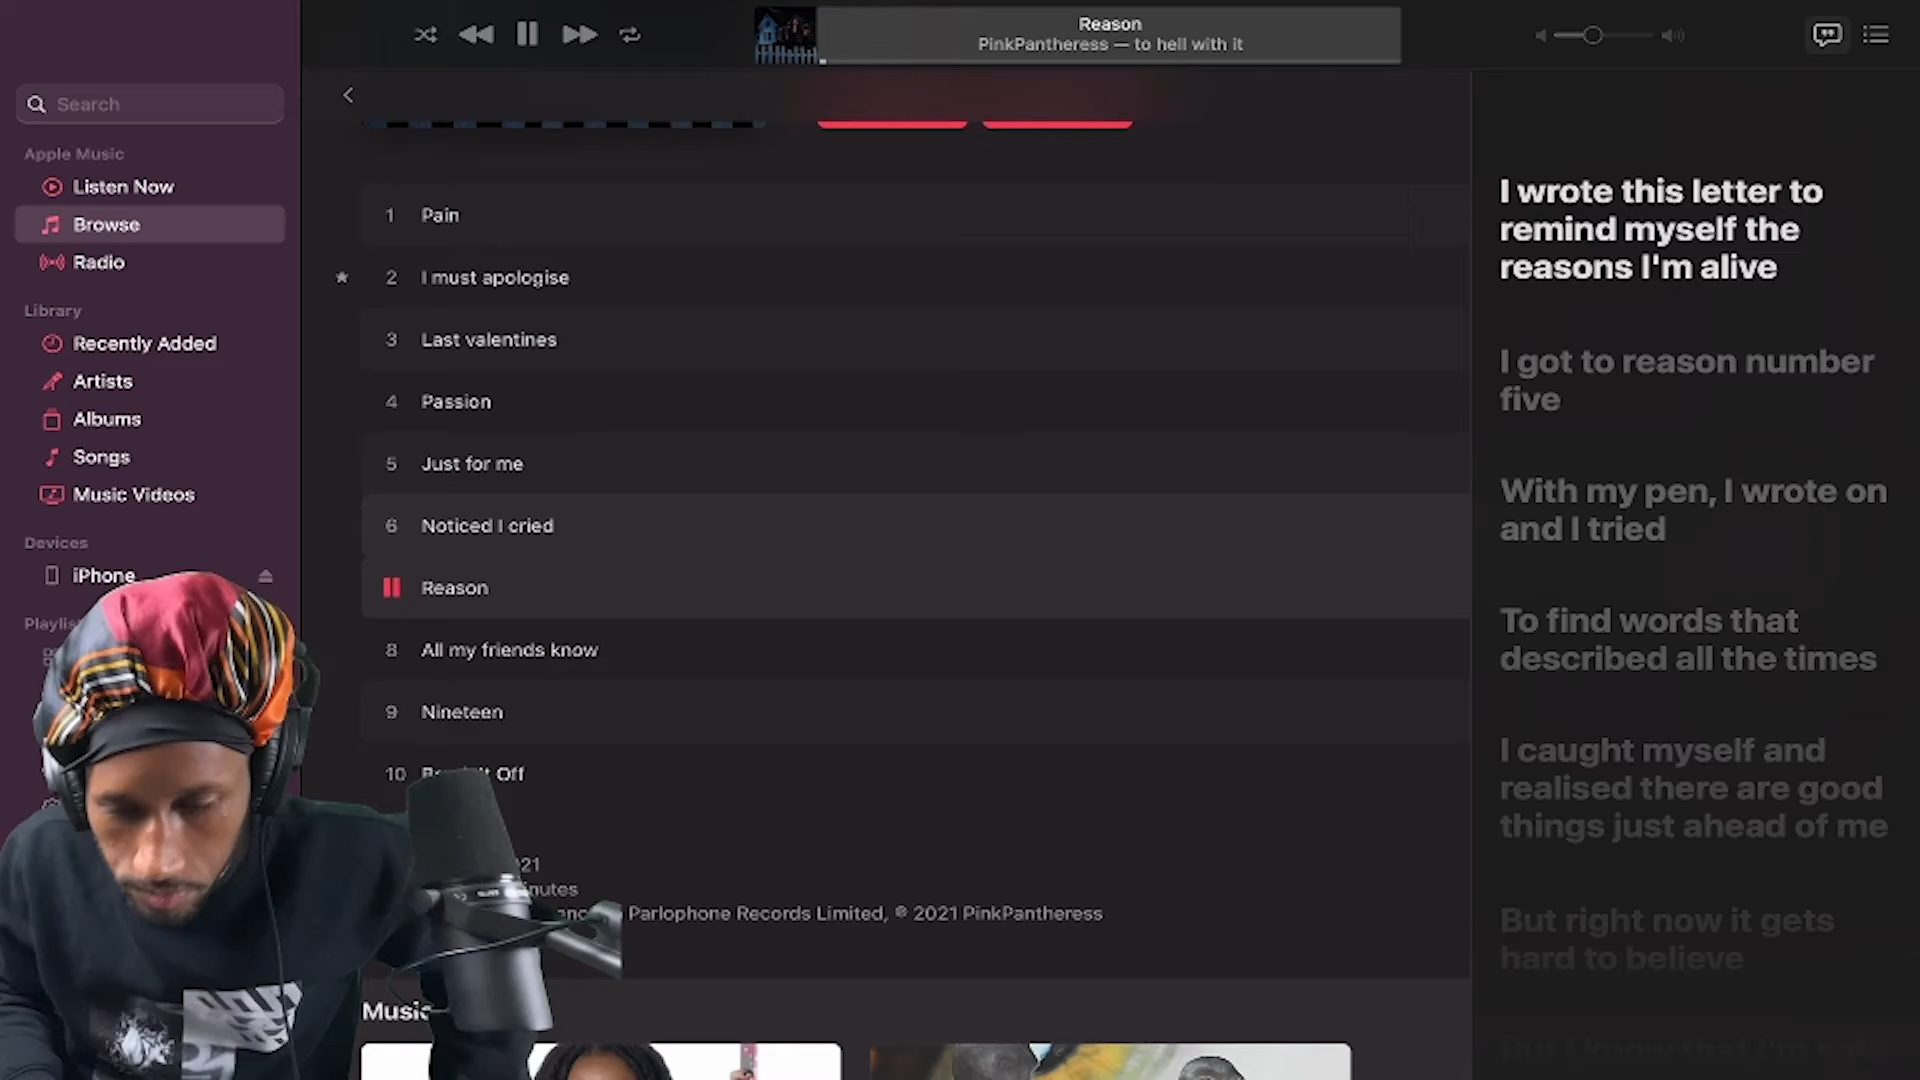 Reason
PinkPantheress — to hell with it
Search
Apple Music
Listen Now
Browse
Radio
Library
Recently Added
Artists
Albums
Songs
Music Videos
Devices
iPhone
1 Pain
★ 2 I must apologise
3 Last valentines
4 Passion
5 Just for me
6 Noticed I cried
Reason
8 All my friends know
9 Nineteen
10 Off
Parlophone Records Limited, ℗ 2021 PinkPantheress
Music
I wrote this letter to
remind myself the
reasons I'm alive
I got to reason number
five
With my pen, I wrote on
and I tried
To find words that
described all the times
I caught myself and
realised there are good
things just ahead of me
But right now it gets
hard to believe